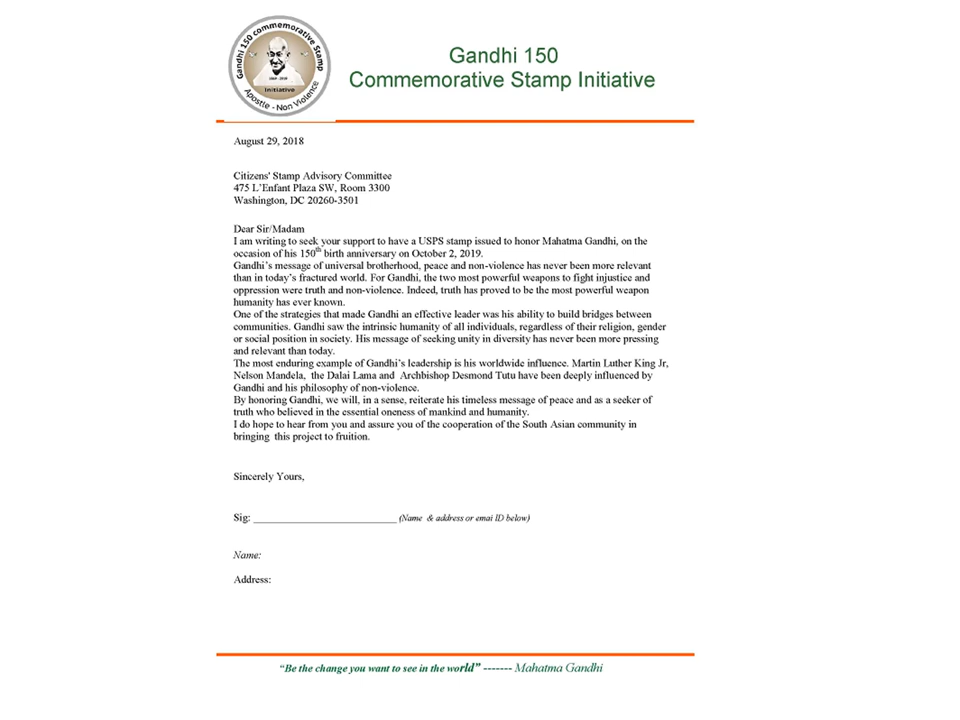 Gandhi 150 commemorative Stamp
1869 - 2019
Initiative
Apostle - Non Violence
Gandhi 150
Commemorative Stamp Initiative
August 29, 2018
Citizens' Stamp Advisory Committee
475 L'Enfant Plaza SW, Room 3300
Washington, DC 20260-3501
Dear Sir/Madam
I am writing to seek your support to have a USPS stamp issued to honor Mahatma Gandhi, on the
occasion of his 150th birth anniversary on October 2, 2019.
Gandhi's message of universal brotherhood, peace and non-violence has never been more relevant
than in today's fractured world. For Gandhi, the two most powerful weapons to fight injustice and
oppression were truth and non-violence. Indeed, truth has proved to be the most powerful weapon
humanity has ever known.
One of the strategies that made Gandhi an effective leader was his ability to build bridges between
communities. Gandhi saw the intrinsic humanity of all individuals, regardless of their religion, gender
or social position in society. His message of seeking unity in diversity has never been more pressing
and relevant than today.
The most enduring example of Gandhi's leadership is his worldwide influence. Martin Luther King Jr,
Nelson Mandela, the Dalai Lama and Archbishop Desmond Tutu have been deeply influenced by
Gandhi and his philosophy of non-violence.
By honoring Gandhi, we will, in a sense, reiterate his timeless message of peace and as a seeker of
truth who believed in the essential oneness of mankind and humanity.
I do hope to hear from you and assure you of the cooperation of the South Asian community in
bringing this project to fruition.
Sincerely Yours,
Sig: ____________________________ (Name & address or emai ID below)
Name:
Address:
"Be the change you want to see in the world" ------- Mahatma Gandhi